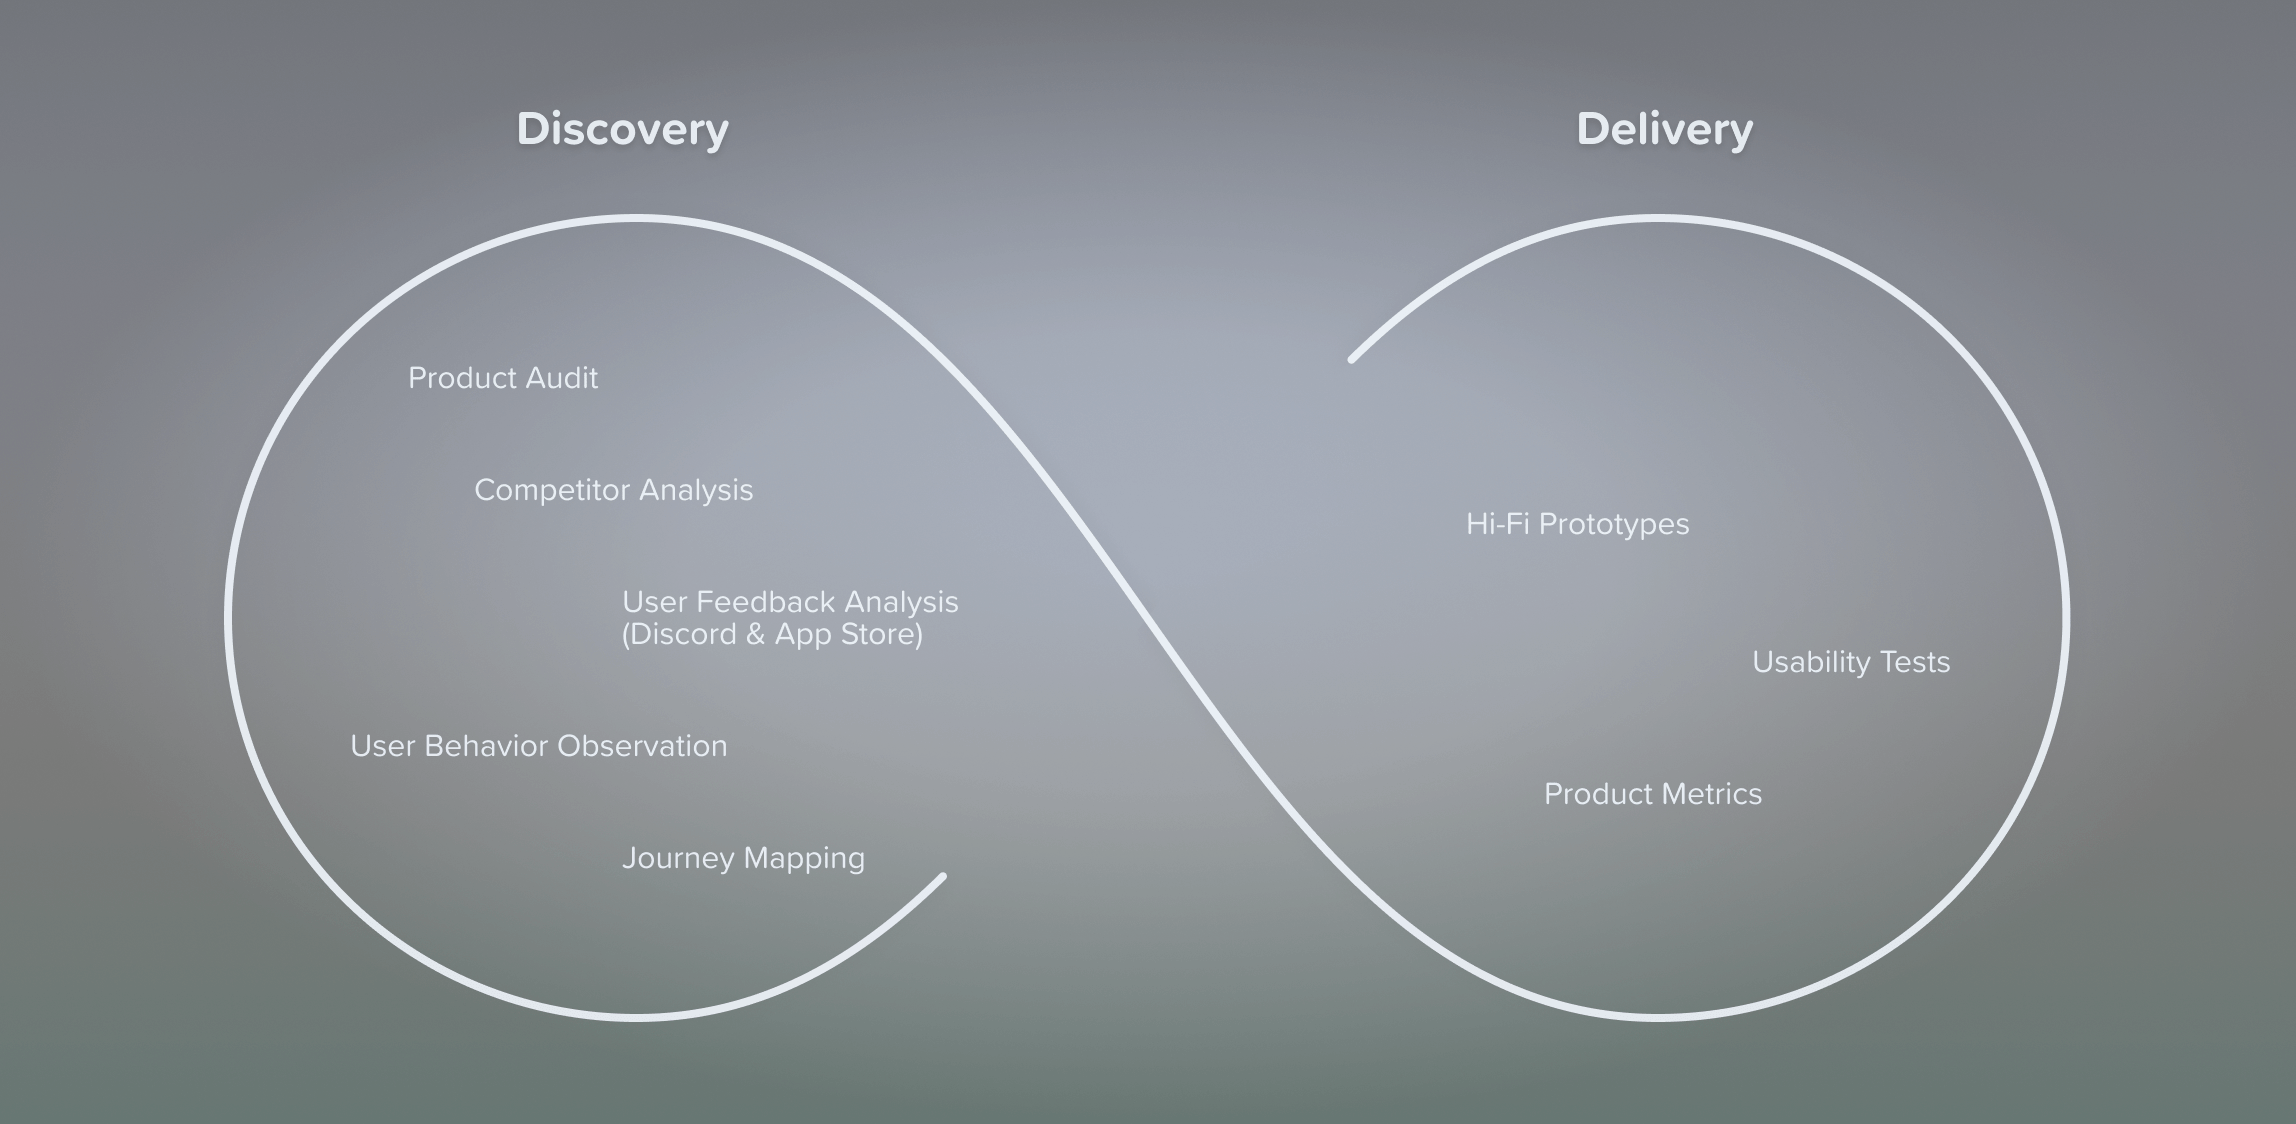 Discovery
Product Audit
Competitor Analysis
User Feedback Analysis
(Discord & App Store)
User Behavior Observation
Journey Mapping
Delivery
Hi-Fi Prototypes
Usability Tests
Product Metrics